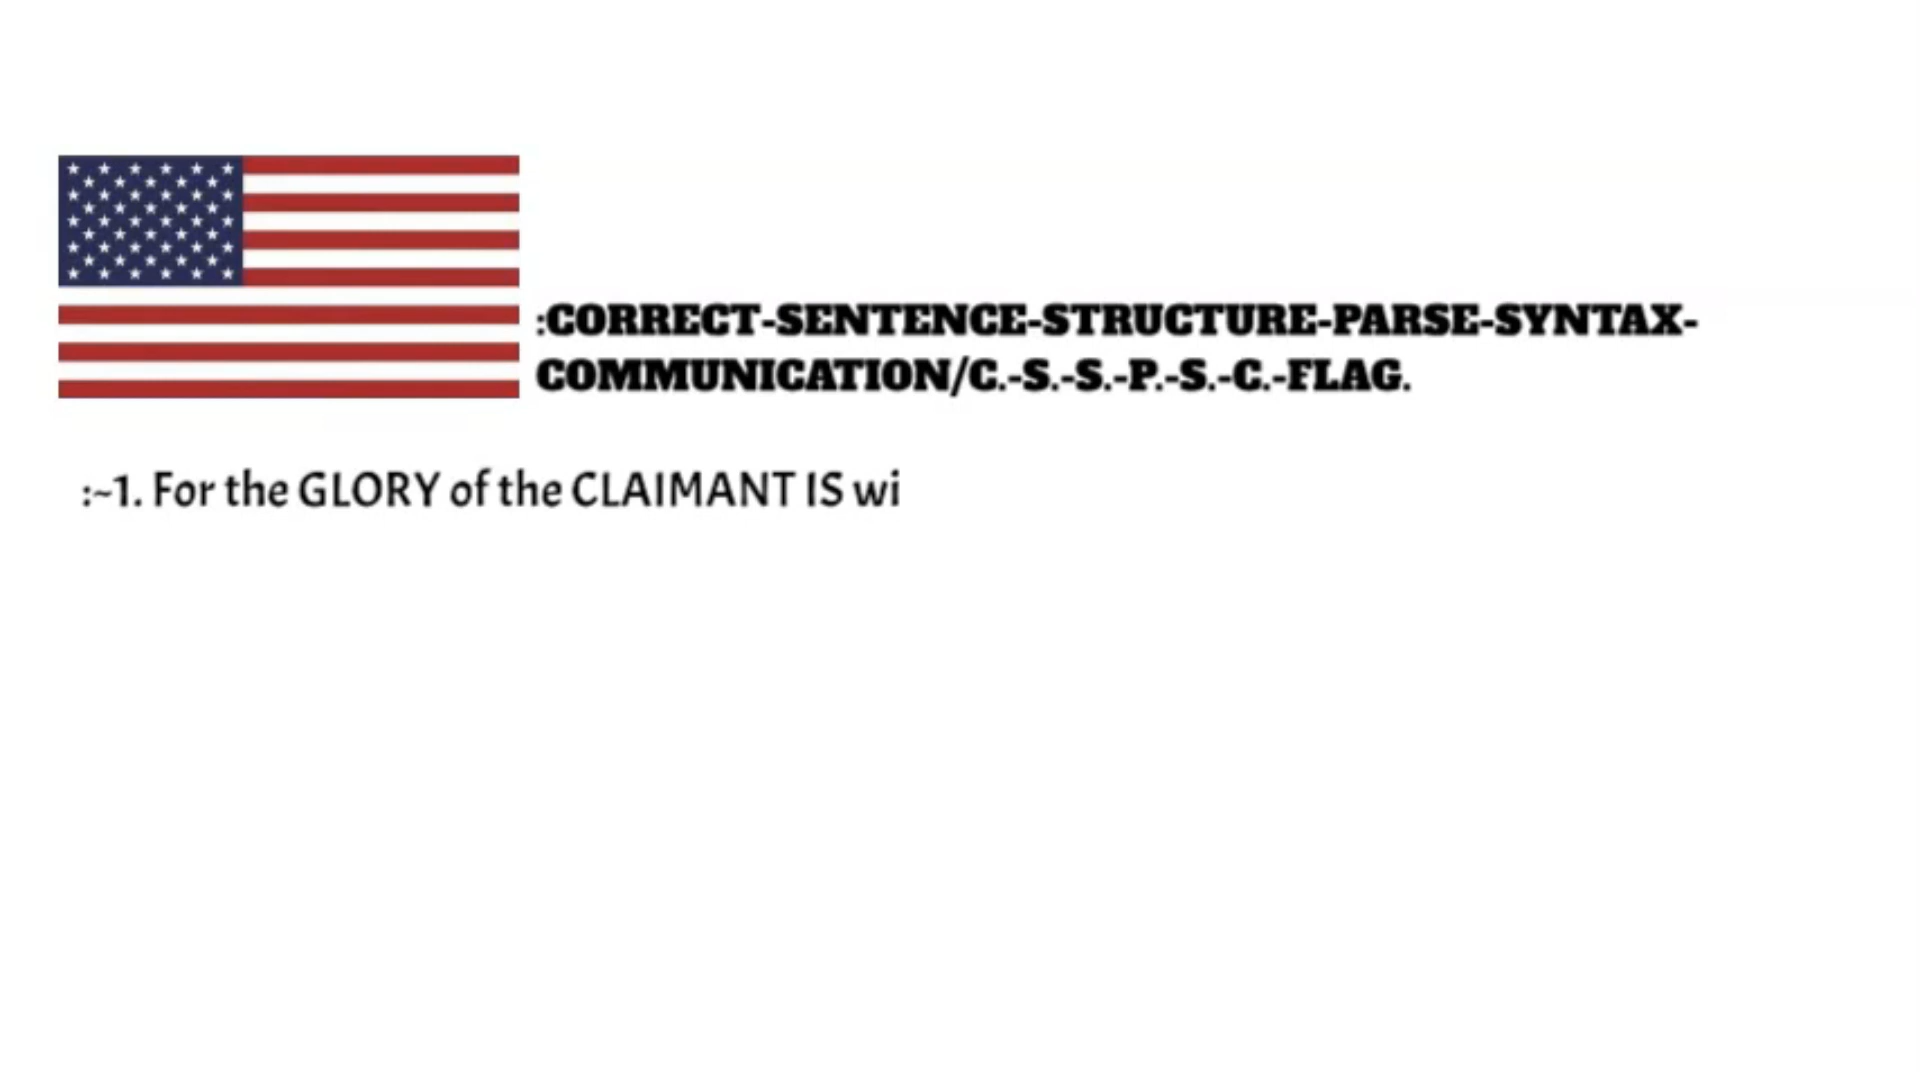 :CORRECT-SENTENCE-STRUCTURE-PARSE-SYNTAX-
COMMUNICATION/C.-S.-S.-P.-S.-C.-FLAG.
:~1. For the GLORY of the CLAIMANT IS wi